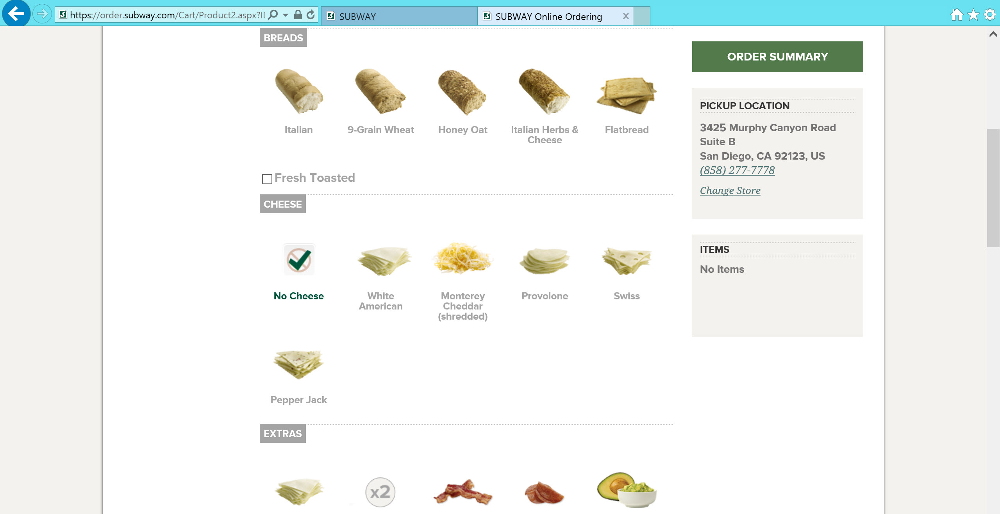 https://order.subway.com/Cart/Product2.aspx?ID
SUBWAY
SUBWAY Online Ordering
BREADS
Italian
9-Grain Wheat
Honey Oat
Italian Herbs &
Cheese
Flatbread
Fresh Toasted
CHEESE
No Cheese
White
American
Monterey
Cheddar
(shredded)
Provolone
Swiss
Pepper Jack
EXTRAS
x2
ORDER SUMMARY
PICKUP LOCATION
3425 Murphy Canyon Road
Suite B
San Diego, CA 92123, US
(858) 277-7778
Change Store
ITEMS
No Items